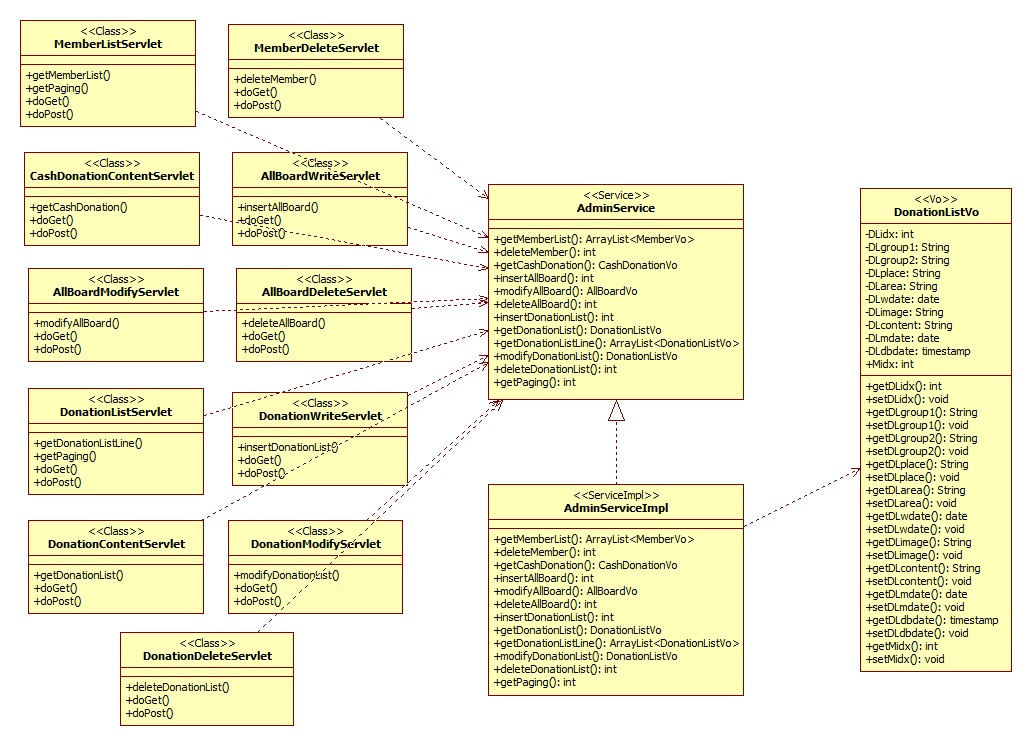 <<Class>>
MemberListServlet
+getMemberList()
+getPaging()
+doGet()
+doPost()
<<Class>>
MemberDeleteServlet
+deleteMember()
+doGet()
+doPost()
<<Class>>
CashDonationContentServlet
+getCashDonation()
+doGet()
+doPost()
<<Class>>
AllBoardWriteServlet
+insertAllBoard()
+doGet()
+doPost()
<<Class>>
AllBoardModifyServlet
+modifyAllBoard()
+doGet()
+doPost()
<<Class>>
AllBoardDeleteServlet
+deleteAllBoard()
+doGet()
+doPost()
<<Class>>
DonationListServlet
+getDonationListLine()
+getPaging()
+doGet()
+doPost()
<<Class>>
DonationWriteServlet
+insertDonationList()
+doGet()
+doPost()
<<Class>>
DonationContentServlet
+getDonationList()
+doGet()
+doPost()
<<Class>>
DonationModifyServlet
+modifyDonationList()
+doGet()
+doPost()
<<Class>>
DonationDeleteServlet
+deleteDonationList()
+doGet()
+doPost()
<<Service>>
AdminService
+getMemberList(): ArrayList<MemberVo>
+deleteMember(): int
+getCashDonation(): CashDonationVo
+insertAllBoard(): int
+modifyAllBoard(): AllBoardVo
+deleteAllBoard(): int
+insertDonationList(): int
+getDonationList(): DonationListVo
+getDonationListLine(): ArrayList<DonationListVo>
+modifyDonationList(): DonationListVo
+deleteDonationList(): int
+getPaging(): int
<<ServiceImpl>>
AdminServiceImpl
+getMemberList(): ArrayList<MemberVo>
+deleteMember(): int
+getCashDonation(): CashDonationVo
+insertAllBoard(): int
+modifyAllBoard(): AllBoardVo
+deleteAllBoard(): int
+insertDonationList(): int
+getDonationList(): DonationListVo
+getDonationListLine(): ArrayList<DonationListVo>
+modifyDonationList(): DonationListVo
+deleteDonationList(): int
+getPaging(): int
<<Vo>>
DonationListVo
-DLidx: int
-DLgroup1: String
-DLgroup2: String
-DLplace: String
-DLarea: String
-DLwdate: date
-DLimage: String
-DLcontent: String
-DLmdate: date
-DLdbdate: timestamp
+Midx: int
+getDLidx(): int
+setDLidx(): void
+getDLgroup1(): String
+setDLgroup1(): void
+getDLgroup2(): String
+setDLgroup2(): void
+getDLplace(): String
+setDLplace(): void
+getDLarea(): String
+setDLarea(): void
+getDLwdate(): date
+setDLwdate(): void
+getDLimage(): String
+setDLimage(): void
+getDLcontent(): String
+setDLcontent(): void
+getDLmdate(): date
+setDLmdate(): void
+getDLdbdate(): timestamp
+setDLdbdate(): void
+getMidx(): int
+setMidx(): void